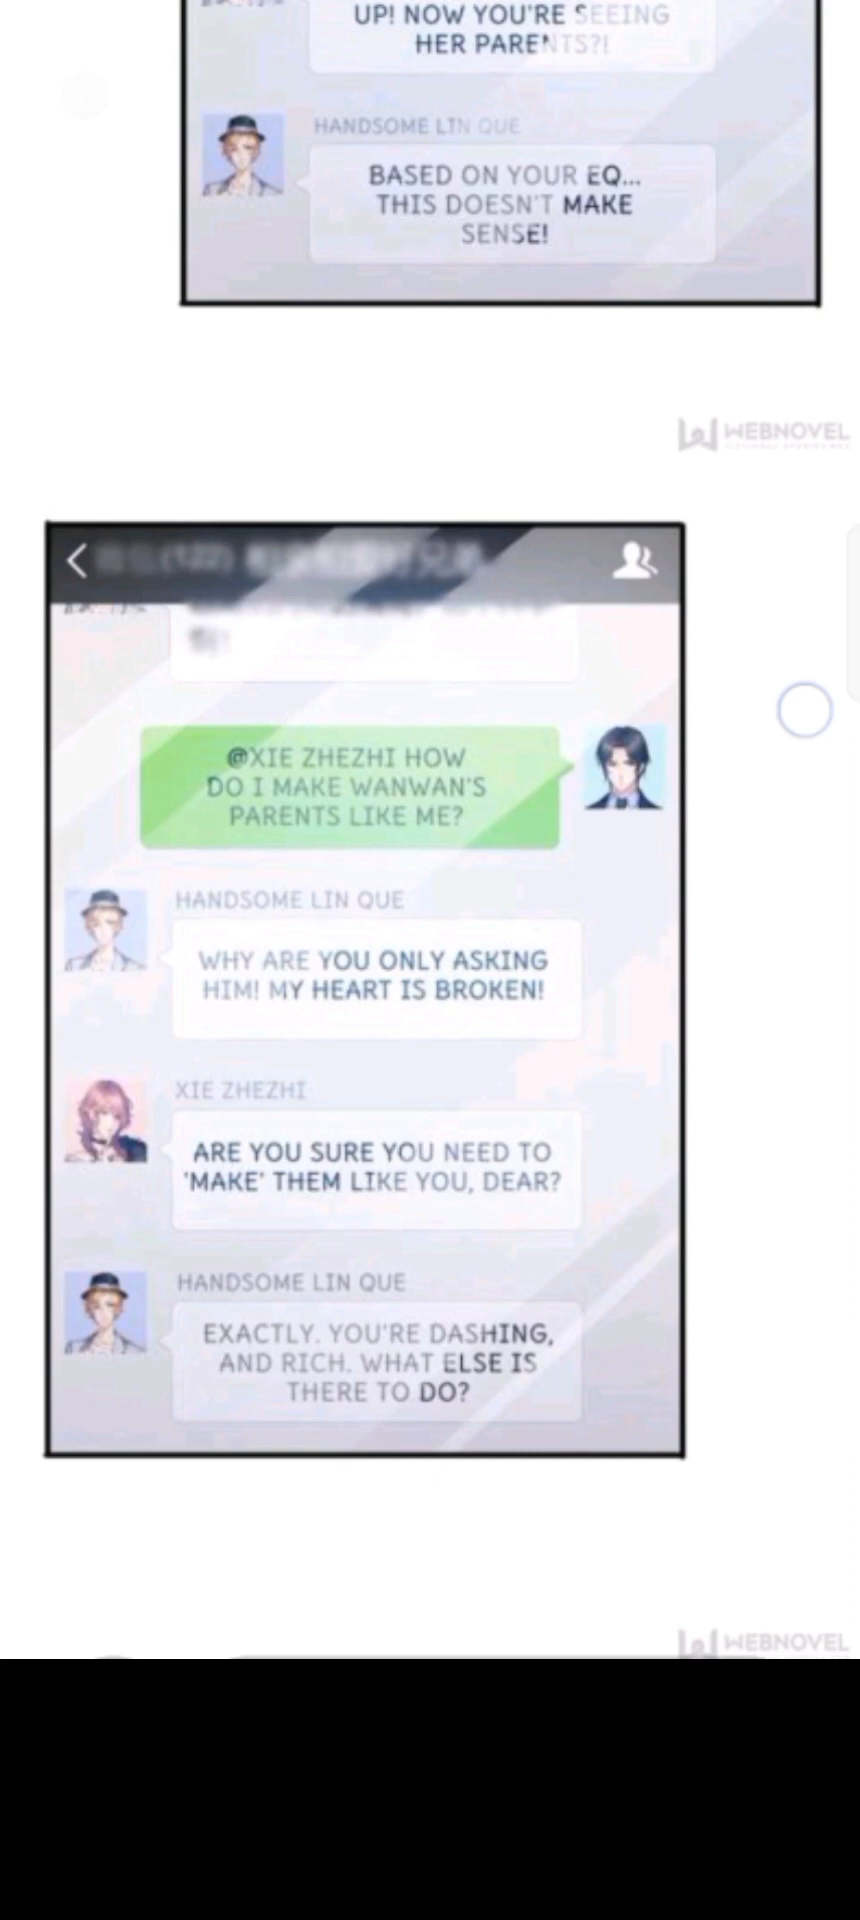 UP! NOW YOU'RE SEEING
HER PARENTS?!
HANDSOME LIN QUE
BASED ON YOUR EQ...
THIS DOESN'T MAKE
SENSE!
WEBNOVEL
@XIE ZHEZHI HOW
DO I MAKE WANWAN'S
PARENTS LIKE ME?
HANDSOME LIN QUE
WHY ARE YOU ONLY ASKING
HIM! MY HEART IS BROKEN!
XIE ZHEZHI
ARE YOU SURE YOU NEED TO
'MAKE' THEM LIKE YOU, DEAR?
HANDSOME LIN QUE
EXACTLY. YOU'RE DASHING,
AND RICH. WHAT ELSE IS
THERE TO DO?
WEBNOVEL